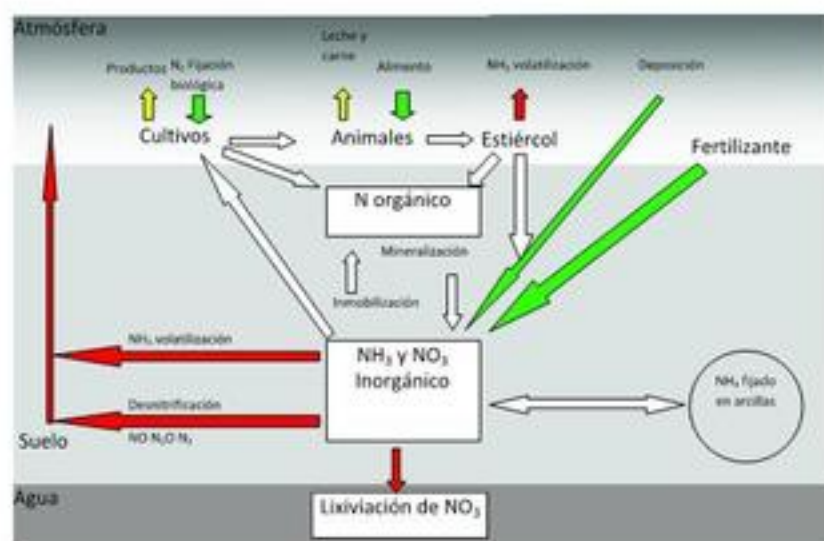 Atmósfera
Productos
N₂ Fijación
biológica
Leche y
carne
Alimento
NH₃ volatilización
Deposición
Cultivos
Animales
Estiércol
Fertilizante
N orgánico
Mineralización
Inmobilización
NH₃ volatilización
NH₃ y NO₃
Inorgánico
NH₄ fijado
en arcillas
Desnitrificación
NO N₂O N₂
Suelo
Agua
Lixiviación de NO₃